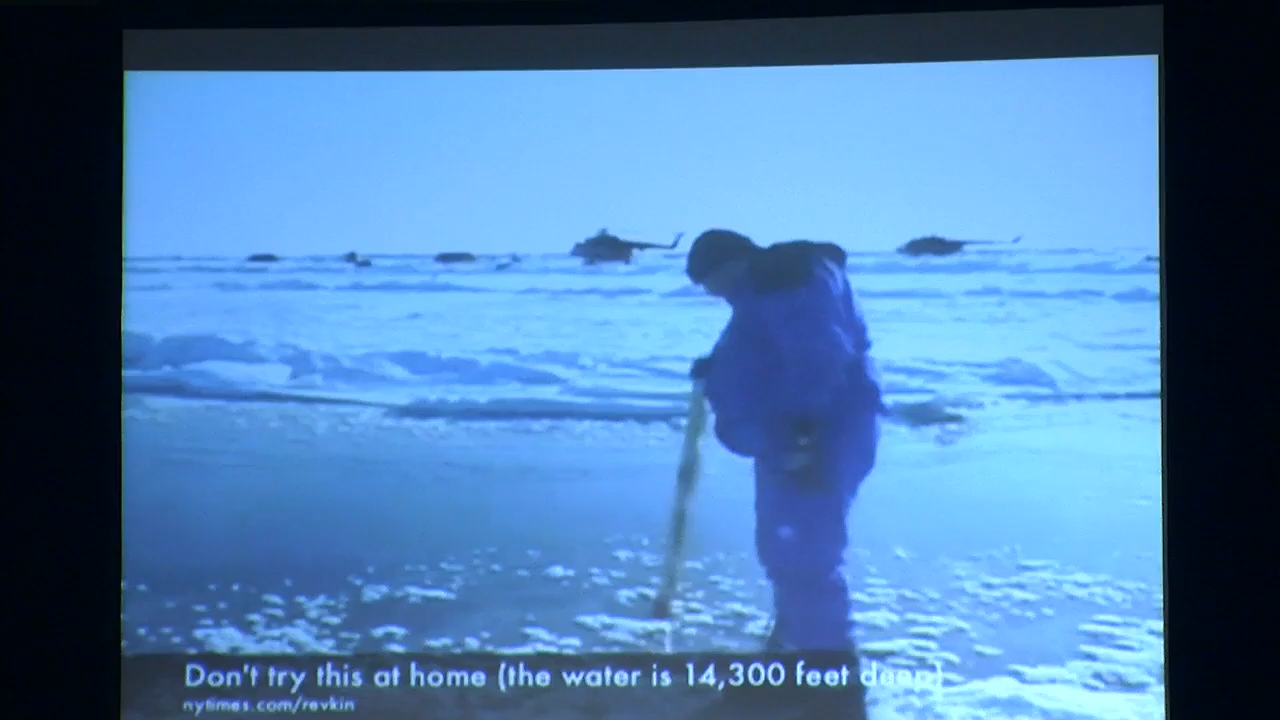 Don't try this at home (the water is 14,300 feet deep)
nytimes.com/revkin